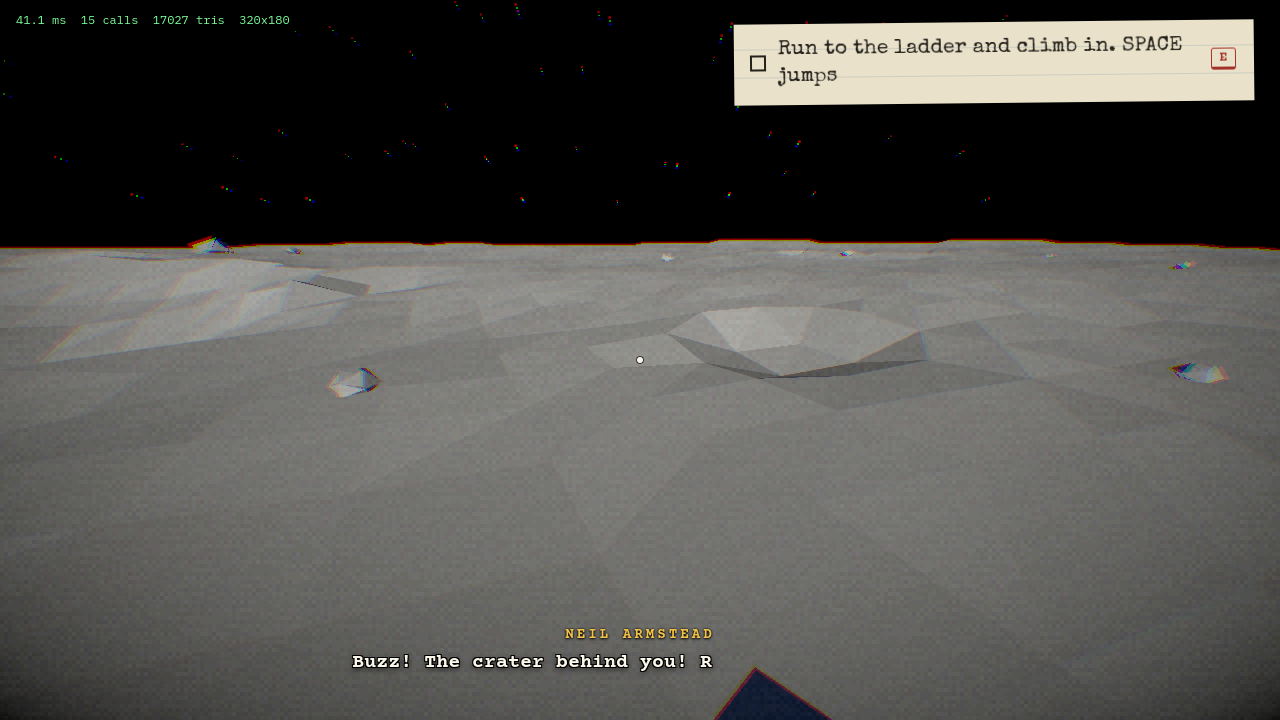 41.1 ms 15 calls 17027 tris 320x180
Run to the ladder and climb in. SPACE
jumps
E
NEIL ARMSTEAD
Buzz! The crater behind you! R